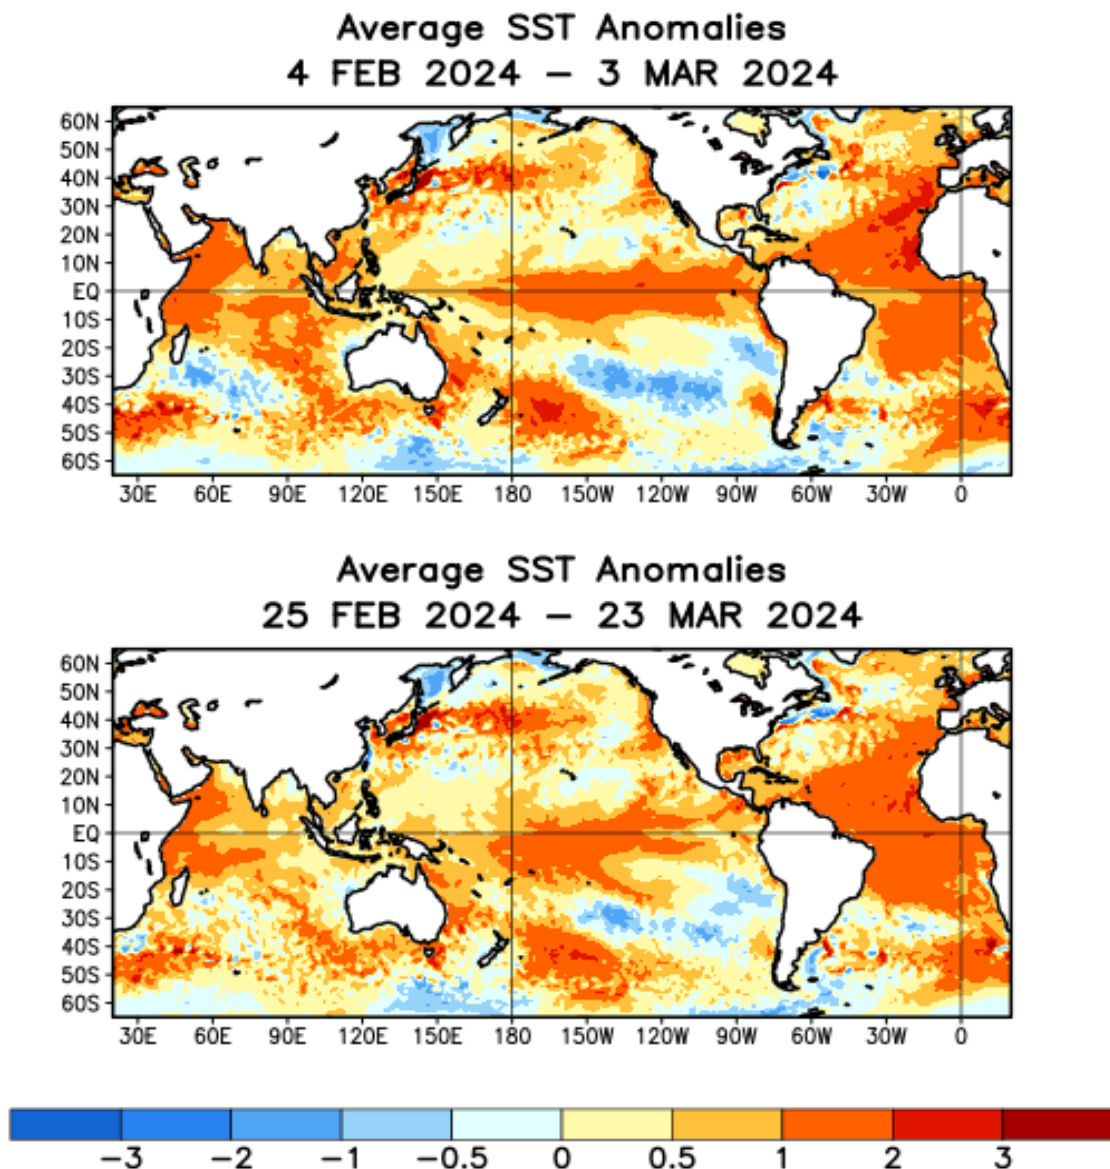 Average SST Anomalies
4 FEB 2024 – 3 MAR 2024
60N
50N
40N
30N
20N
10N
EQ
10S
20S
30S
40S
50S
60S
30E 60E 90E 120E 150E 180 150W 120W 90W 60W 30W 0
Average SST Anomalies
25 FEB 2024 – 23 MAR 2024
60N
50N
40N
30N
20N
10N
EQ
10S
20S
30S
40S
50S
60S
30E 60E 90E 120E 150E 180 150W 120W 90W 60W 30W 0
−3 −2 −1 −0.5 0 0.5 1 2 3